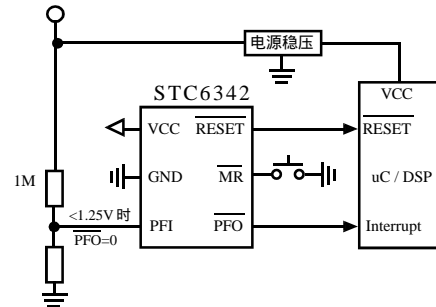 电源稳压
STC6342
VCC
VCC
RESET
RESET
GND
MR
uC / DSP
1M
<1.25V 时
PFO=0
PFI
PFO
Interrupt